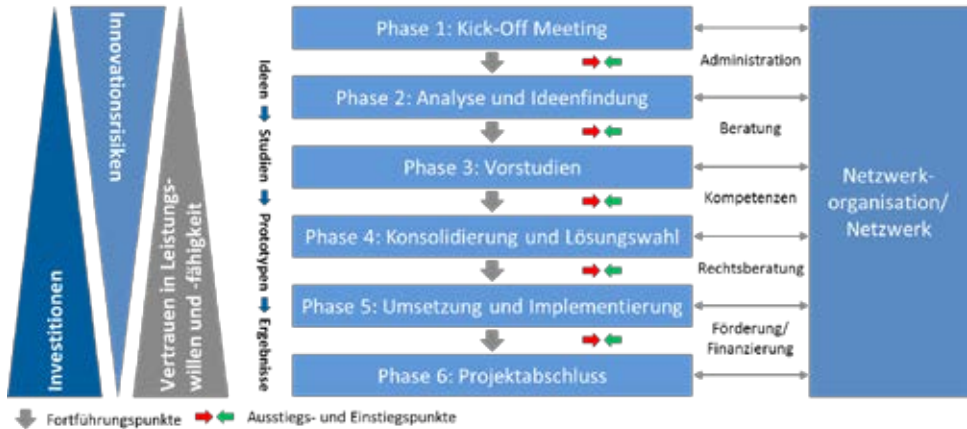 Investitionen
Innovationsrisiken
Vertrauen in Leistungs-
willen und -fähigkeit
Ideen
Studien
Prototypen
Ergebnisse
Phase 1: Kick-Off Meeting
Phase 2: Analyse und Ideenfindung
Phase 3: Vorstudien
Phase 4: Konsolidierung und Lösungswahl
Phase 5: Umsetzung und Implementierung
Phase 6: Projektabschluss
Administration
Beratung
Kompetenzen
Rechtsberatung
Förderung/
Finanzierung
Netzwerk-
organisation/
Netzwerk
Fortführungspunkte
Ausstiegs- und Einstiegspunkte